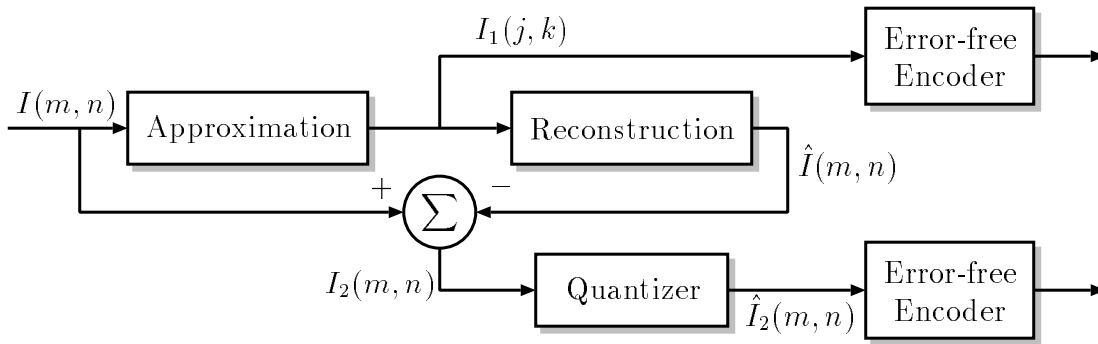 I₁(j, k)
Error-free
Encoder
I(m, n)
Approximation
Reconstruction
Î(m, n)
+
−
Σ
I₂(m, n)
Quantizer
Î₂(m, n)
Error-free
Encoder